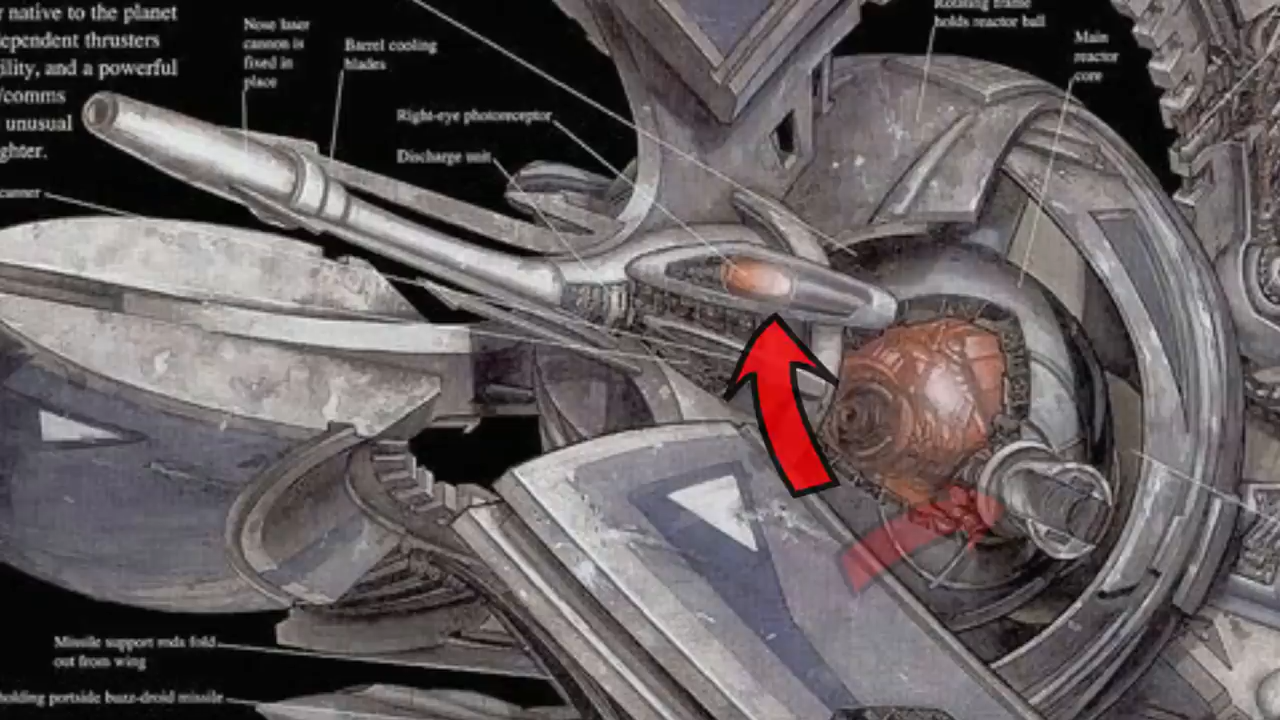 r native to the planet
ependent thrusters
ility, and a powerful
/comms
unusual
ghter.
canner
Nose laser
cannon is
fixed in
place
Barrel cooling
blades
Right-eye photoreceptor
Discharge unit
Rotating frame
holds reactor ball
Main
reactor
core
Missile support rods fold
out from wing
holding portside buzz-droid missile